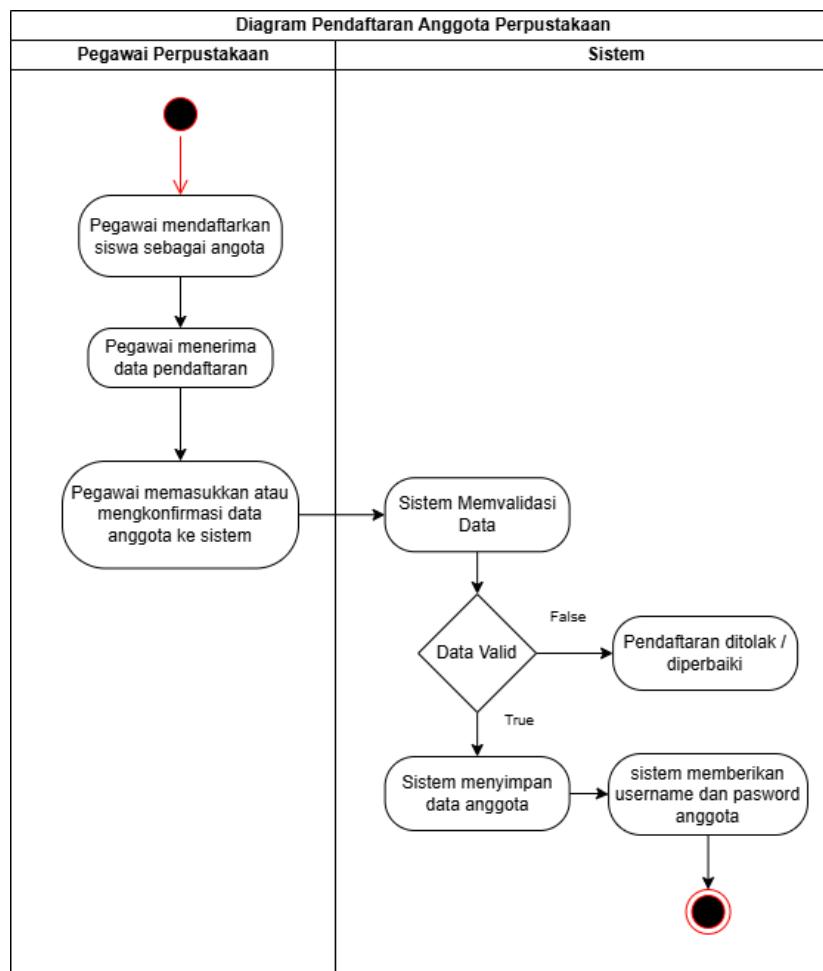 Diagram Pendaftaran Anggota Perpustakaan
Pegawai Perpustakaan
Sistem
Pegawai mendaftarkan
siswa sebagai angota
Pegawai menerima
data pendaftaran
Pegawai memasukkan atau
mengkonfirmasi data
anggota ke sistem
Sistem Memvalidasi
Data
Data Valid
False
Pendaftaran ditolak /
diperbaiki
True
Sistem menyimpan
data anggota
sistem memberikan
username dan pasword
anggota